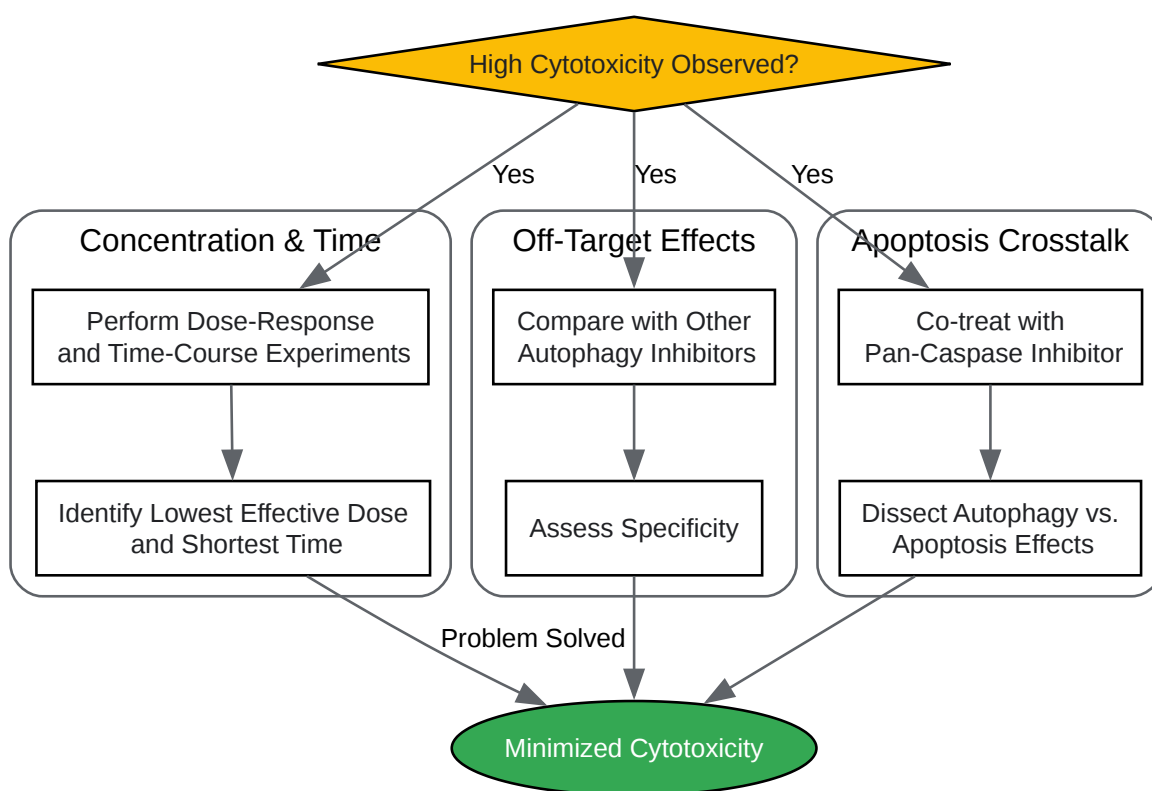 High Cytotoxicity Observed?
Yes
Yes
Yes
Concentration & Time
Off-Target Effects
Apoptosis Crosstalk
Perform Dose-Response
and Time-Course Experiments
Compare with Other
Autophagy Inhibitors
Co-treat with
Pan-Caspase Inhibitor
Identify Lowest Effective Dose
and Shortest Time
Assess Specificity
Dissect Autophagy vs.
Apoptosis Effects
Problem Solved
Minimized Cytotoxicity